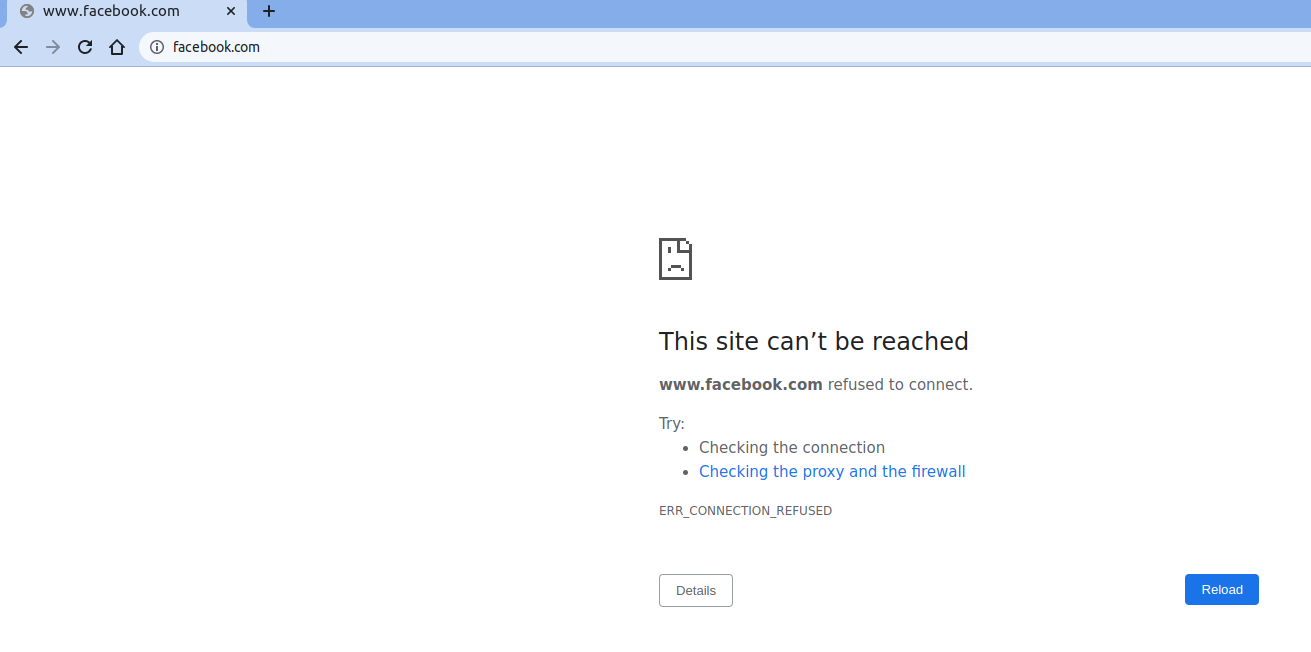 www.facebook.com
facebook.com
This site can’t be reached
www.facebook.com refused to connect.
Try:
Checking the connection
Checking the proxy and the firewall
ERR_CONNECTION_REFUSED
Details
Reload